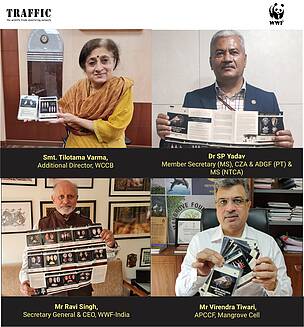 TRAFFIC
the wildlife trade monitoring network
WWF
Smt. Tilotama Varma,
Additional Director, WCCB
Dr SP Yadav
Member Secretary (MS), CZA & ADGF (PT) &
MS (NTCA)
Mr Ravi Singh,
Secretary General & CEO, WWF-India
Mr Virendra Tiwari,
APCCF, Mangrove Cell